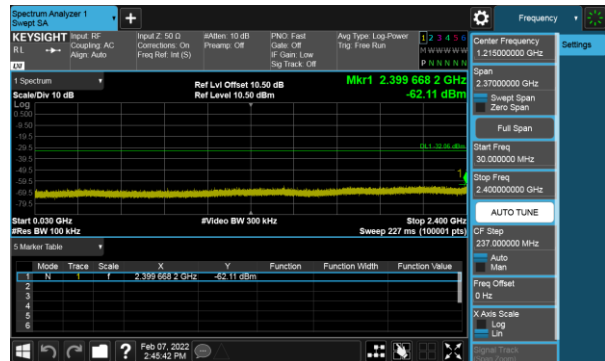 Spectrum Analyzer 1
Swept SA
Frequency
KEYSIGHT Input: RF Input Z: 50 Ω #Atten: 10 dB PNO: Fast Avg Type: Log-Power 1 2 3 4 5 6
RL Coupling: AC Corrections: On Preamp: Off Gate: Off Trig: Free Run M W W W W W
Align: Auto Freq Ref: Int (S) IF Gain: Low P N N N N N
Sig Track: Off
LXI
1 Spectrum
Scale/Div 10 dB
Ref Lvl Offset 10.50 dB
Ref Level 10.50 dBm
Mkr1 2.399 668 2 GHz
-62.11 dBm
Log
0.500
-9.50
-19.5
-29.5
DL1 -32.06 dBm
-39.5
-49.5
-59.5
-69.5
-79.5
1
Start 0.030 GHz #Video BW 300 kHz Stop 2.400 GHz
#Res BW 100 kHz Sweep 227 ms (100001 pts)
5 Marker Table
Mode Trace Scale X Y Function Function Width Function Value
1 N 1 f 2.399 668 2 GHz -62.11 dBm
2
3
4
5
6
Center Frequency
1.215000000 GHz
Settings
Span
2.37000000 GHz
Swept Span
Zero Span
Full Span
Start Freq
30.000000 MHz
Stop Freq
2.400000000 GHz
AUTO TUNE
CF Step
237.000000 MHz
Auto
Man
Freq Offset
0 Hz
X Axis Scale
Log
Lin
Signal Track
?
Feb 07, 2022
2:45:42 PM